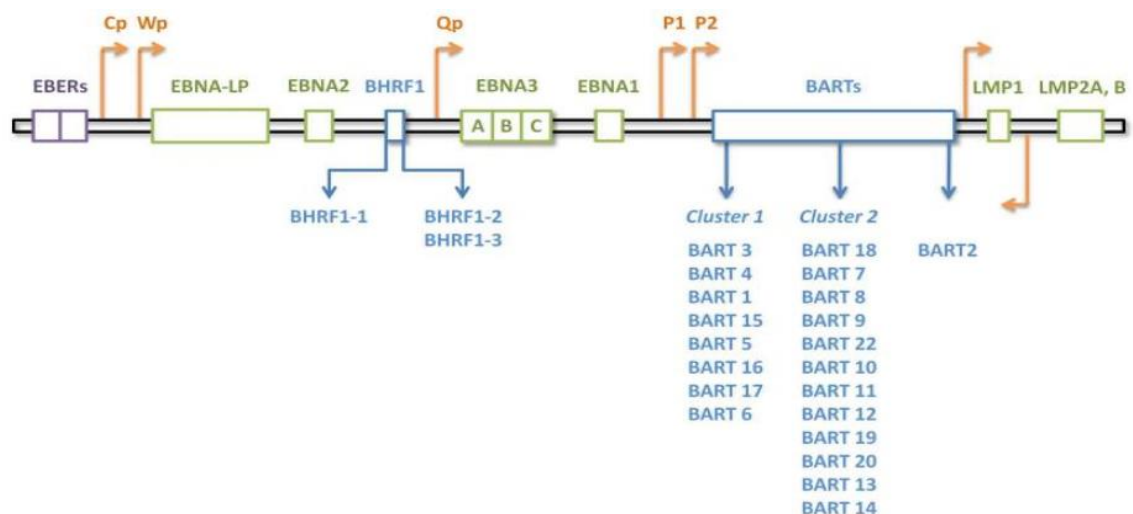 Cp Wp Qp P1 P2
EBERs EBNA-LP EBNA2 BHRF1 EBNA3 EBNA1 BARTs LMP1 LMP2A, B
A B C
BHRF1-1 BHRF1-2 Cluster 1 Cluster 2
BHRF1-3
BART 3 BART 18 BART2
BART 4 BART 7
BART 1 BART 8
BART 15 BART 9
BART 5 BART 22
BART 16 BART 10
BART 17 BART 11
BART 6 BART 12
BART 19
BART 20
BART 13
BART 14